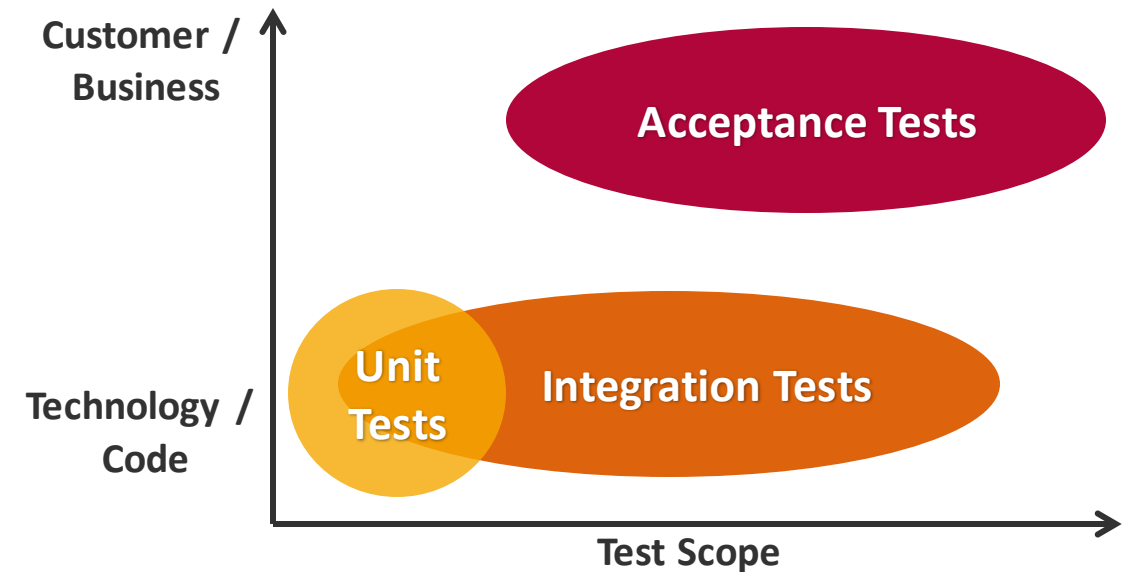 Customer /
Business
Acceptance Tests
Unit
Tests
Integration Tests
Technology /
Code
Test Scope